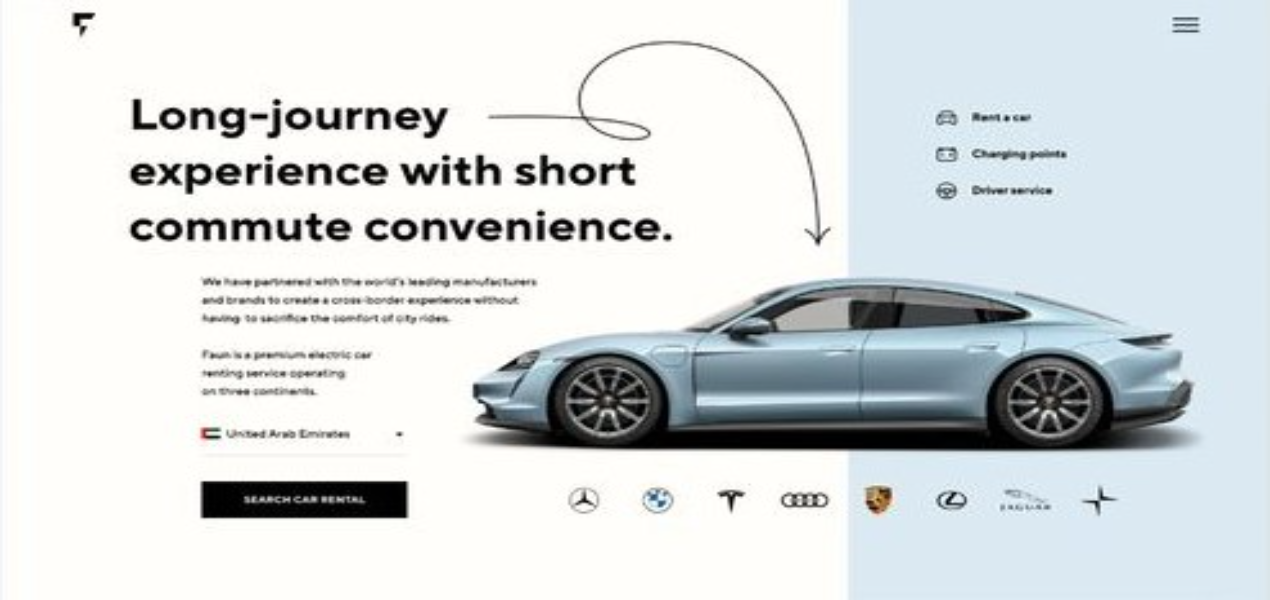 Long-journey
experience with short
commute convenience.
We have partnered with the world's leading manufacturers
and brands to create a cross-border experience without
having to sacrifice the comfort of city rides.
Faun is a premium electric car
renting service operating
on three continents.
United Arab Emirates
SEARCH CAR RENTAL
Rent a car
Charging points
Driver service
JAGUAR